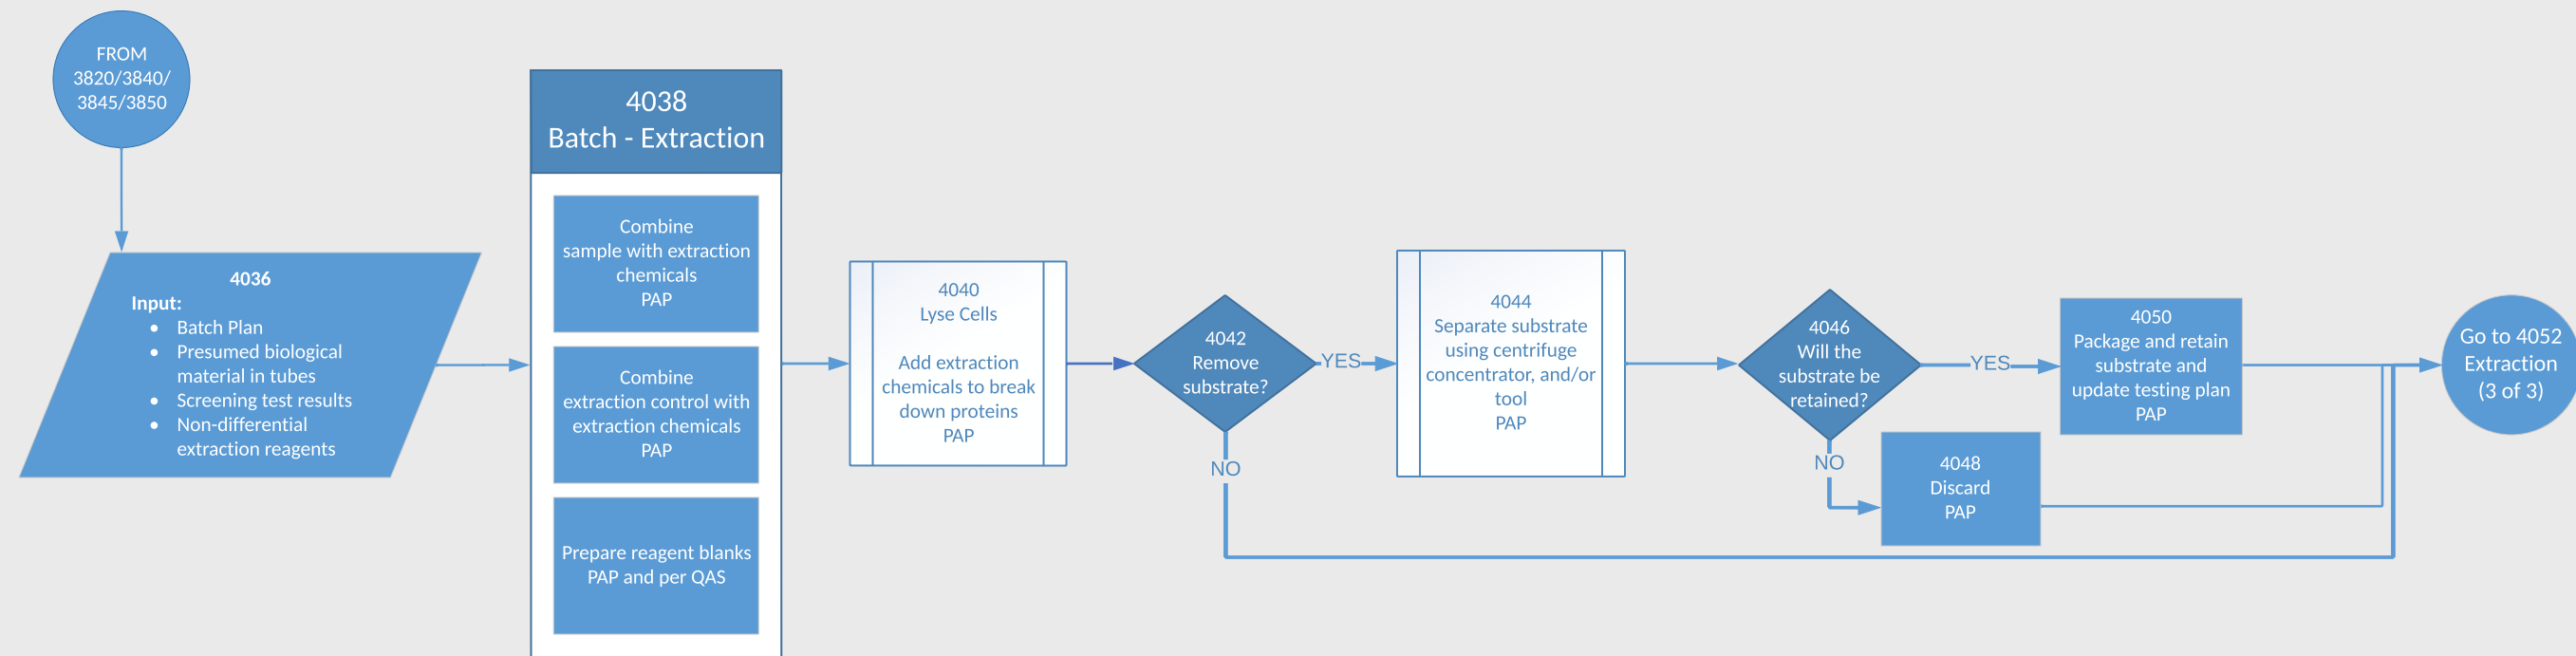 FROM
3820/3840/
3845/3850
4036
Input:
• Batch Plan
• Presumed biological
material in tubes
• Screening test results
• Non-differential
extraction reagents
4038
Batch - Extraction
Combine
sample with extraction
chemicals
PAP
Combine
extraction control with
extraction chemicals
PAP
Prepare reagent blanks
PAP and per QAS
4040
Lyse Cells
Add extraction
chemicals to break
down proteins
PAP
4042
Remove
substrate?
YES
NO
4044
Separate substrate
using centrifuge
concentrator, and/or
tool
PAP
4046
Will the
substrate be
retained?
YES
NO
4050
Package and retain
substrate and
update testing plan
PAP
4048
Discard
PAP
Go to 4052
Extraction
(3 of 3)